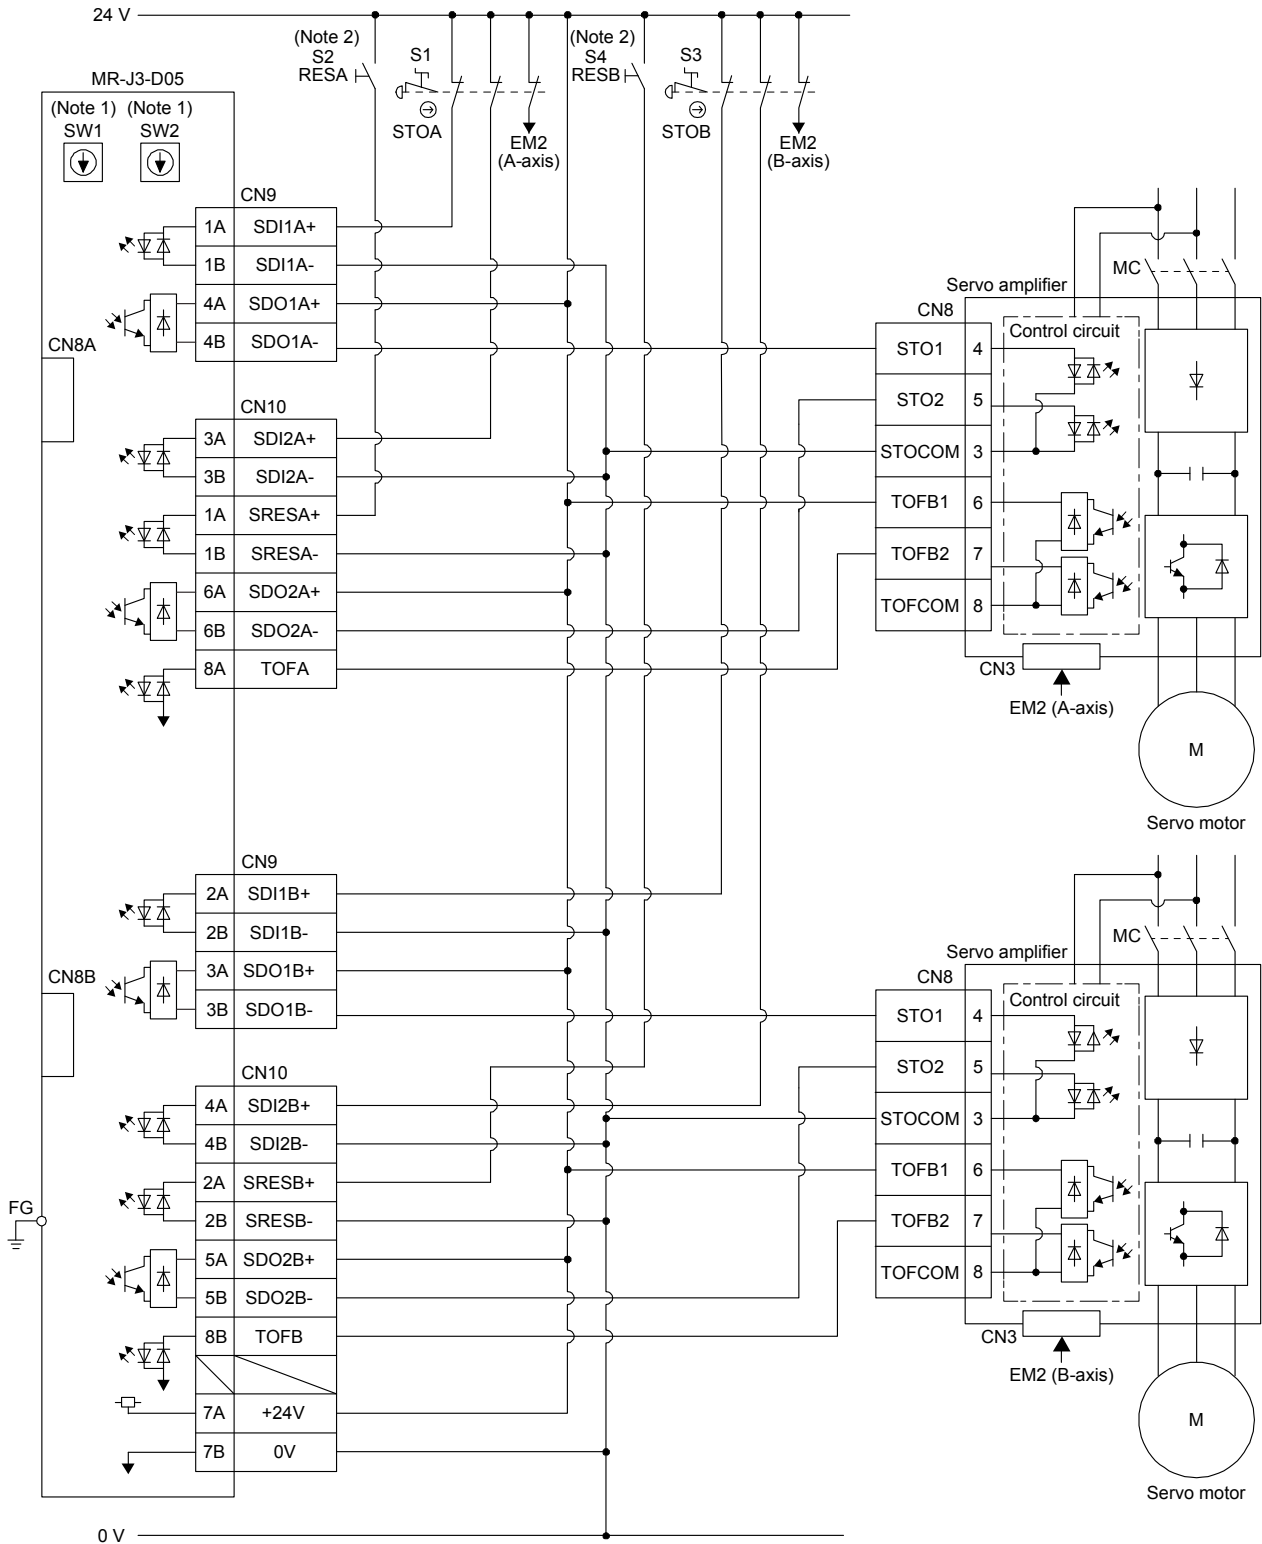 24 V
(Note 2)
S2
RESA
S1
STOA
EM2
(A-axis)
(Note 2)
S4
RESB
S3
STOB
EM2
(B-axis)
MR-J3-D05
(Note 1) (Note 1)
SW1 SW2
CN9
1A SDI1A+
1B SDI1A-
4A SDO1A+
4B SDO1A-
CN8A
CN10
3A SDI2A+
3B SDI2A-
1A SRESA+
1B SRESA-
6A SDO2A+
6B SDO2A-
8A TOFA
MC
Servo amplifier
CN8
Control circuit
STO1 4
STO2 5
STOCOM 3
TOFB1 6
TOFB2 7
TOFCOM 8
CN3
EM2 (A-axis)
M
Servo motor
CN9
2A SDI1B+
2B SDI1B-
3A SDO1B+
3B SDO1B-
CN8B
CN10
4A SDI2B+
4B SDI2B-
2A SRESB+
2B SRESB-
5A SDO2B+
5B SDO2B-
8B TOFB
7A +24V
7B 0V
FG
MC
Servo amplifier
CN8
Control circuit
STO1 4
STO2 5
STOCOM 3
TOFB1 6
TOFB2 7
TOFCOM 8
CN3
EM2 (B-axis)
M
Servo motor
0 V